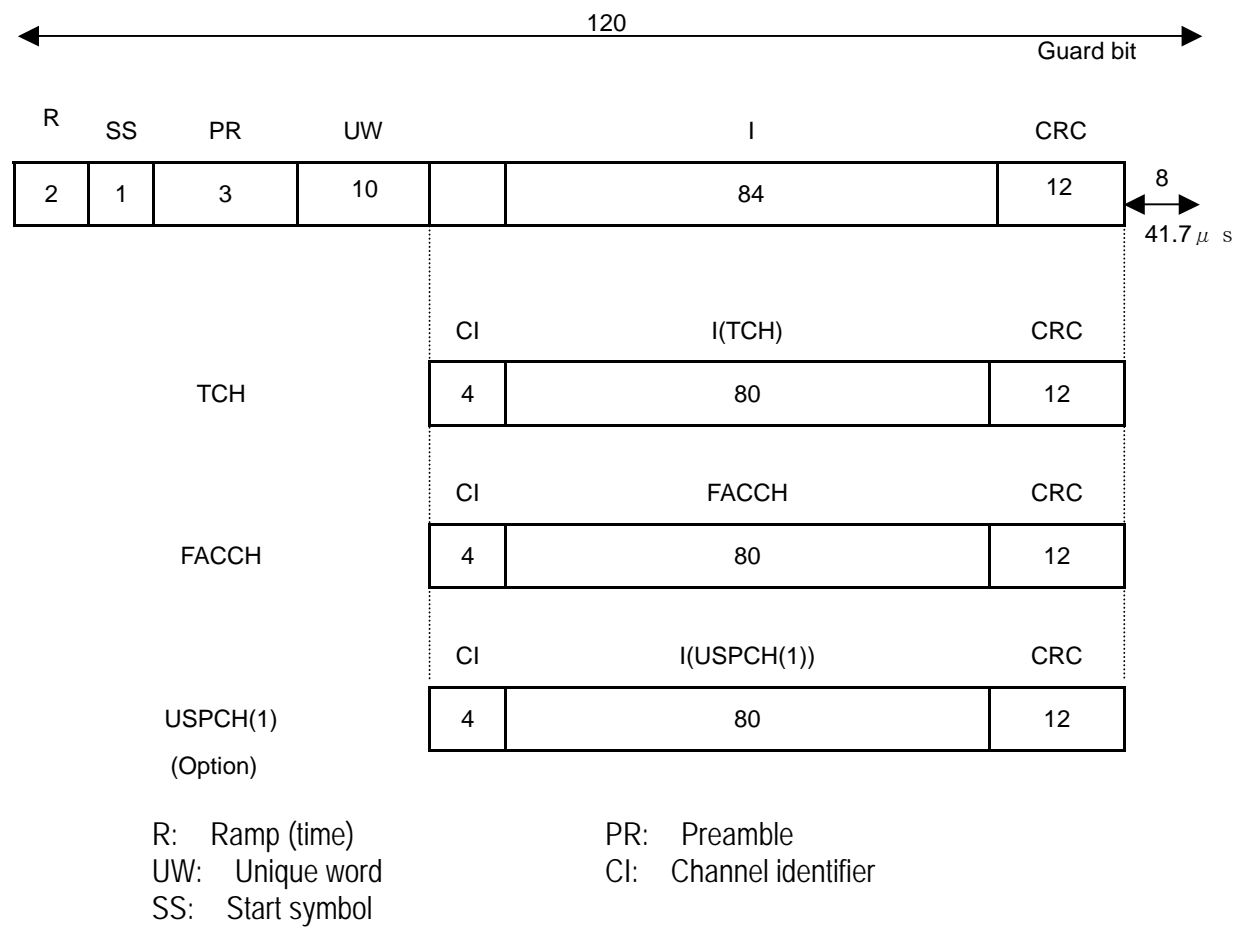 120
Guard bit
R SS PR UW I CRC
2 1 3 10 84 12 8
41.7 μ s
CI I(TCH) CRC
TCH 4 80 12
CI FACCH CRC
FACCH 4 80 12
CI I(USPCH(1)) CRC
USPCH(1) 4 80 12
(Option)
R: Ramp (time) PR: Preamble
UW: Unique word CI: Channel identifier
SS: Start symbol